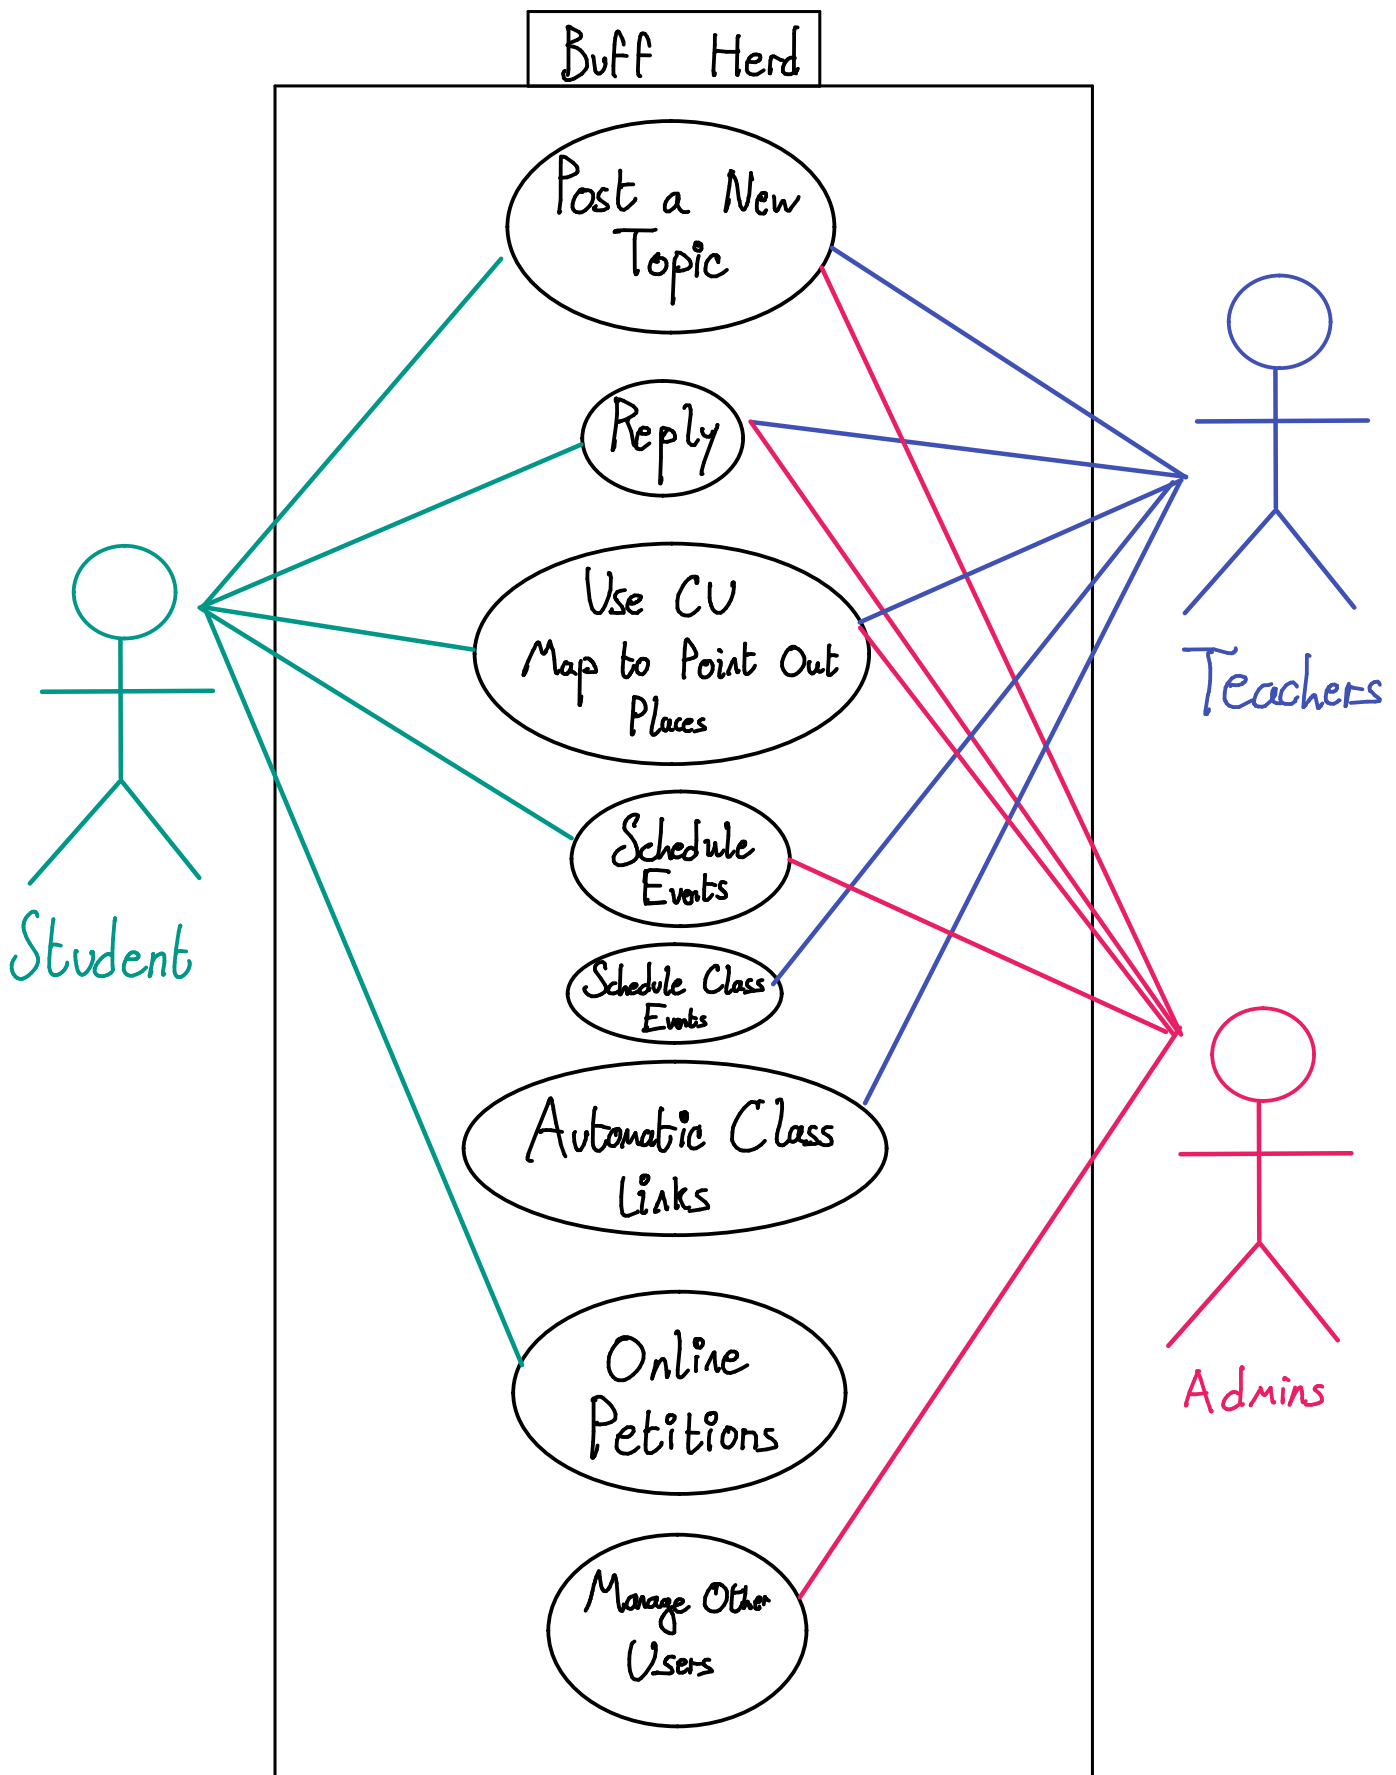 Buff Herd
Post a New
Topic
Reply
Use CU
Map to Point Out
Places
Schedule
Events
Schedule Class
Events
Automatic Class
Links
Online
Petitions
Manage Other
Users
Student
Teachers
Admins